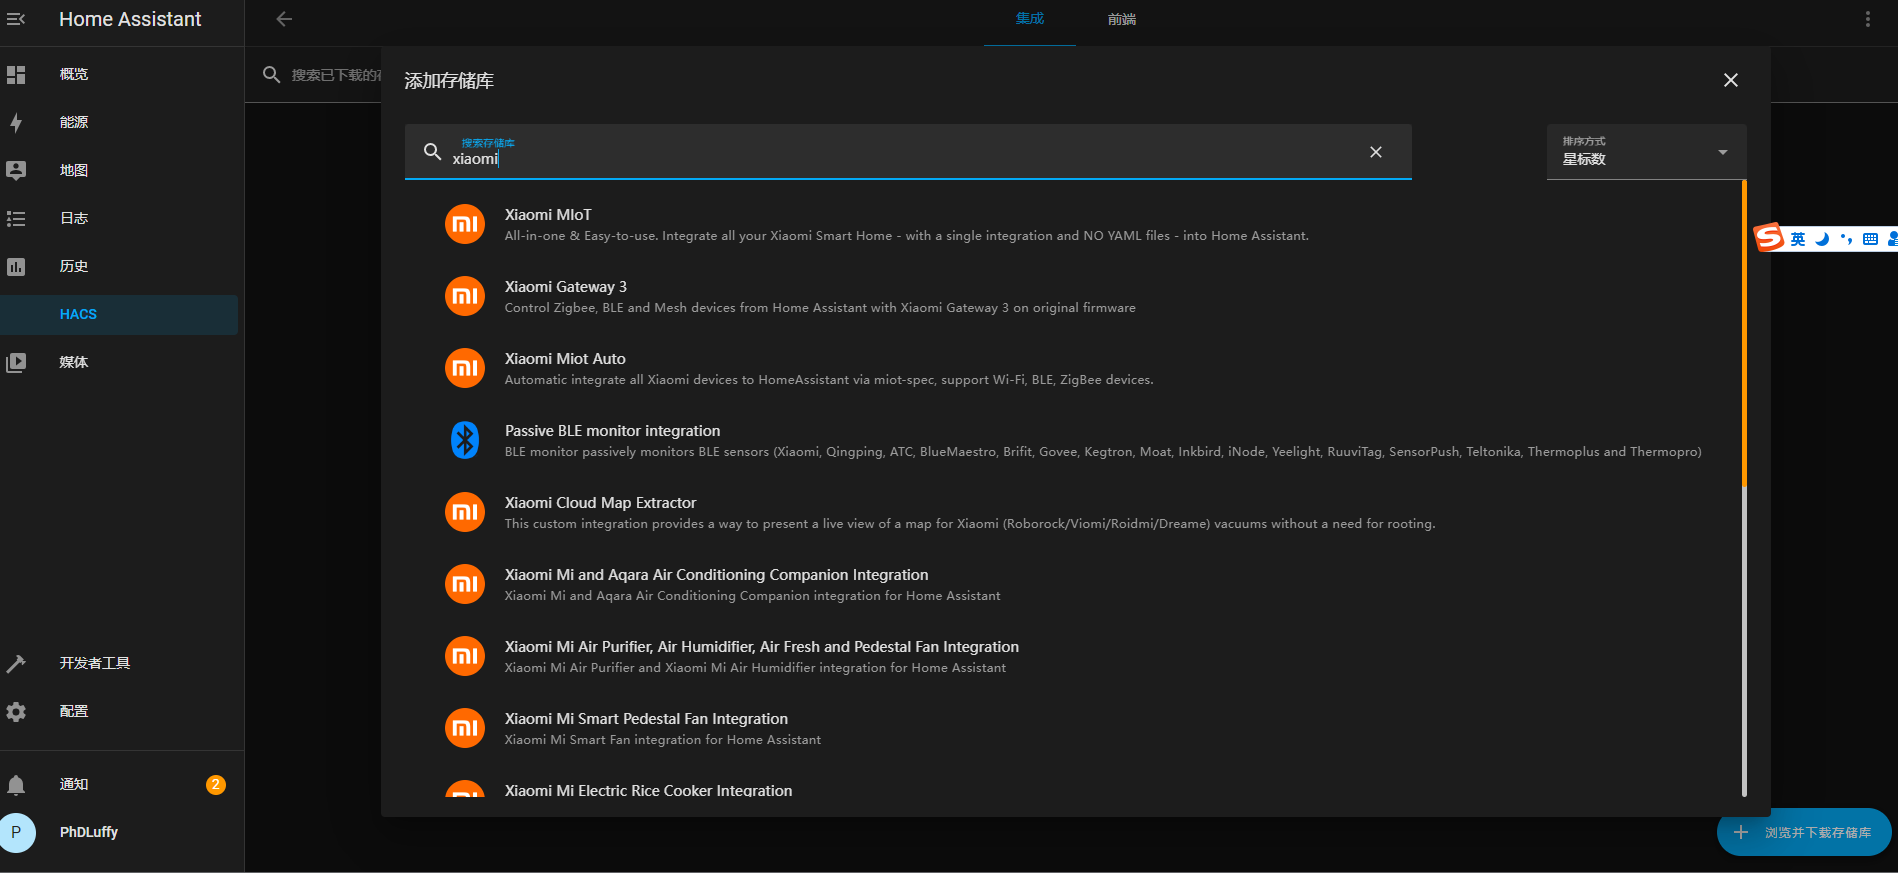 Home Assistant
集成
前端
概览
能源
地图
日志
历史
HACS
媒体
开发者工具
配置
通知
2
P
PhDLuffy
搜索已下载的
添加存储库
搜索存储库
xiaomi
排序方式
星标数
Xiaomi MIoT
All-in-one & Easy-to-use. Integrate all your Xiaomi Smart Home - with a single integration and NO YAML files - into Home Assistant.
Xiaomi Gateway 3
Control Zigbee, BLE and Mesh devices from Home Assistant with Xiaomi Gateway 3 on original firmware
Xiaomi Miot Auto
Automatic integrate all Xiaomi devices to HomeAssistant via miot-spec, support Wi-Fi, BLE, ZigBee devices.
Passive BLE monitor integration
BLE monitor passively monitors BLE sensors (Xiaomi, Qingping, ATC, BlueMaestro, Brifit, Govee, Kegtron, Moat, Inkbird, iNode, Yeelight, RuuviTag, SensorPush, Teltonika, Thermoplus and Thermopro)
Xiaomi Cloud Map Extractor
This custom integration provides a way to present a live view of a map for Xiaomi (Roborock/Viomi/Roidmi/Dreame) vacuums without a need for rooting.
Xiaomi Mi and Aqara Air Conditioning Companion Integration
Xiaomi Mi and Aqara Air Conditioning Companion integration for Home Assistant
Xiaomi Mi Air Purifier, Air Humidifier, Air Fresh and Pedestal Fan Integration
Xiaomi Mi Air Purifier and Xiaomi Mi Air Humidifier integration for Home Assistant
Xiaomi Mi Smart Pedestal Fan Integration
Xiaomi Mi Smart Fan integration for Home Assistant
Xiaomi Mi Electric Rice Cooker Integration
英
浏览并下载存储库